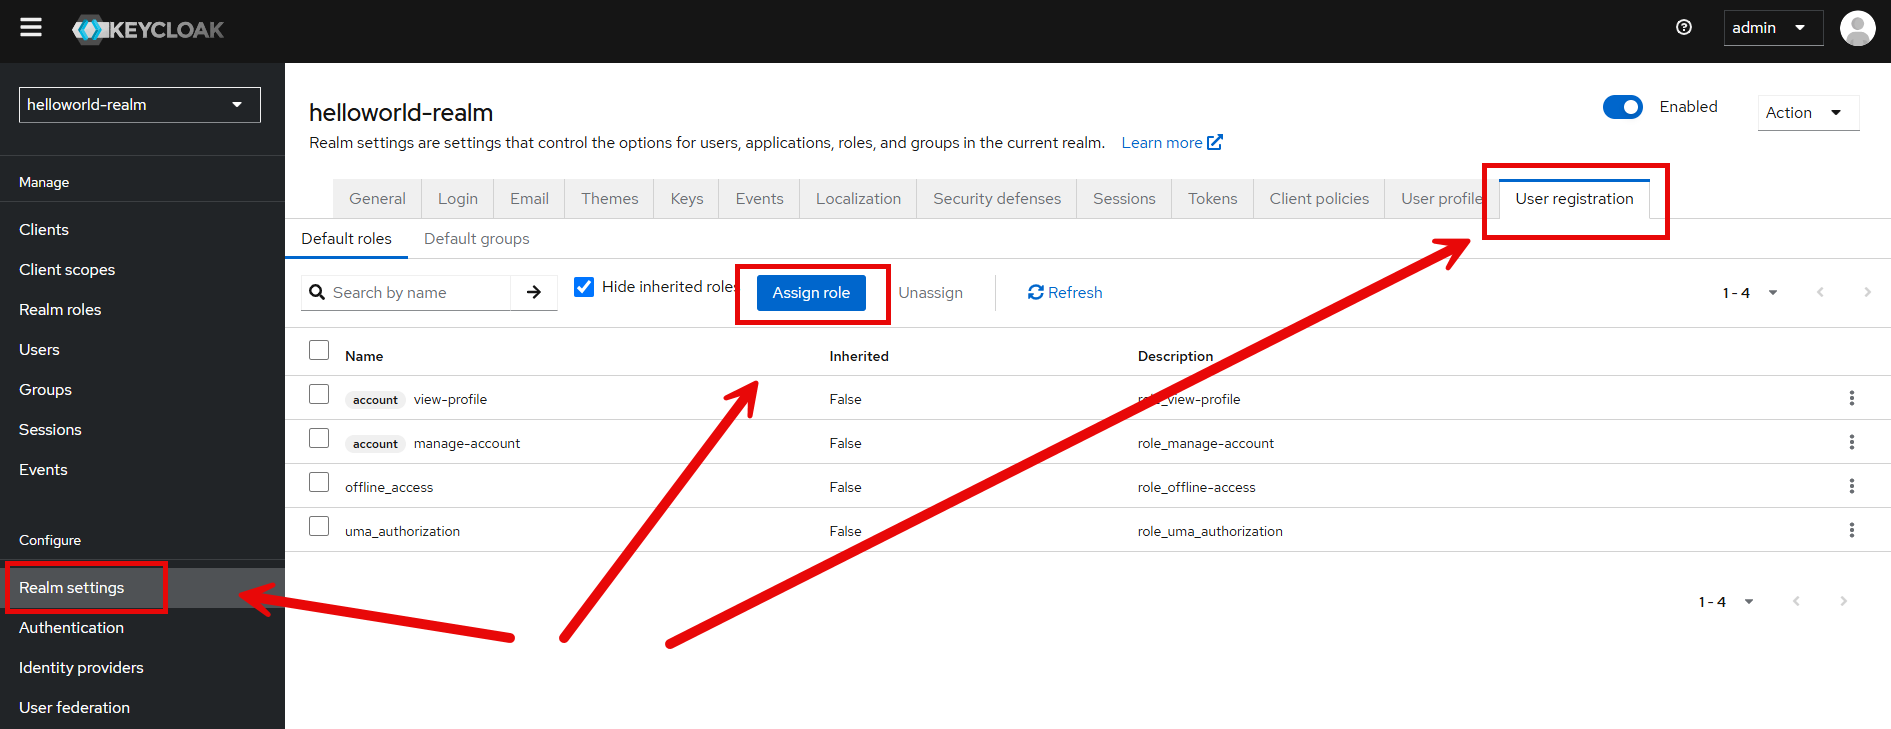 KEYCLOAK
admin
helloworld-realm
Manage
Clients
Client scopes
Realm roles
Users
Groups
Sessions
Events
Configure
Realm settings
Authentication
Identity providers
User federation
helloworld-realm
Enabled
Action
Realm settings are settings that control the options for users, applications, roles, and groups in the current realm. Learn more
General Login Email Themes Keys Events Localization Security defenses Sessions Tokens Client policies User profile User registration
Default roles Default groups
Search by name Hide inherited roles Assign role Unassign Refresh 1 - 4
Name Inherited Description
account view-profile False role_view-profile
account manage-account False role_manage-account
offline_access False role_offline-access
uma_authorization False role_uma_authorization
1 - 4